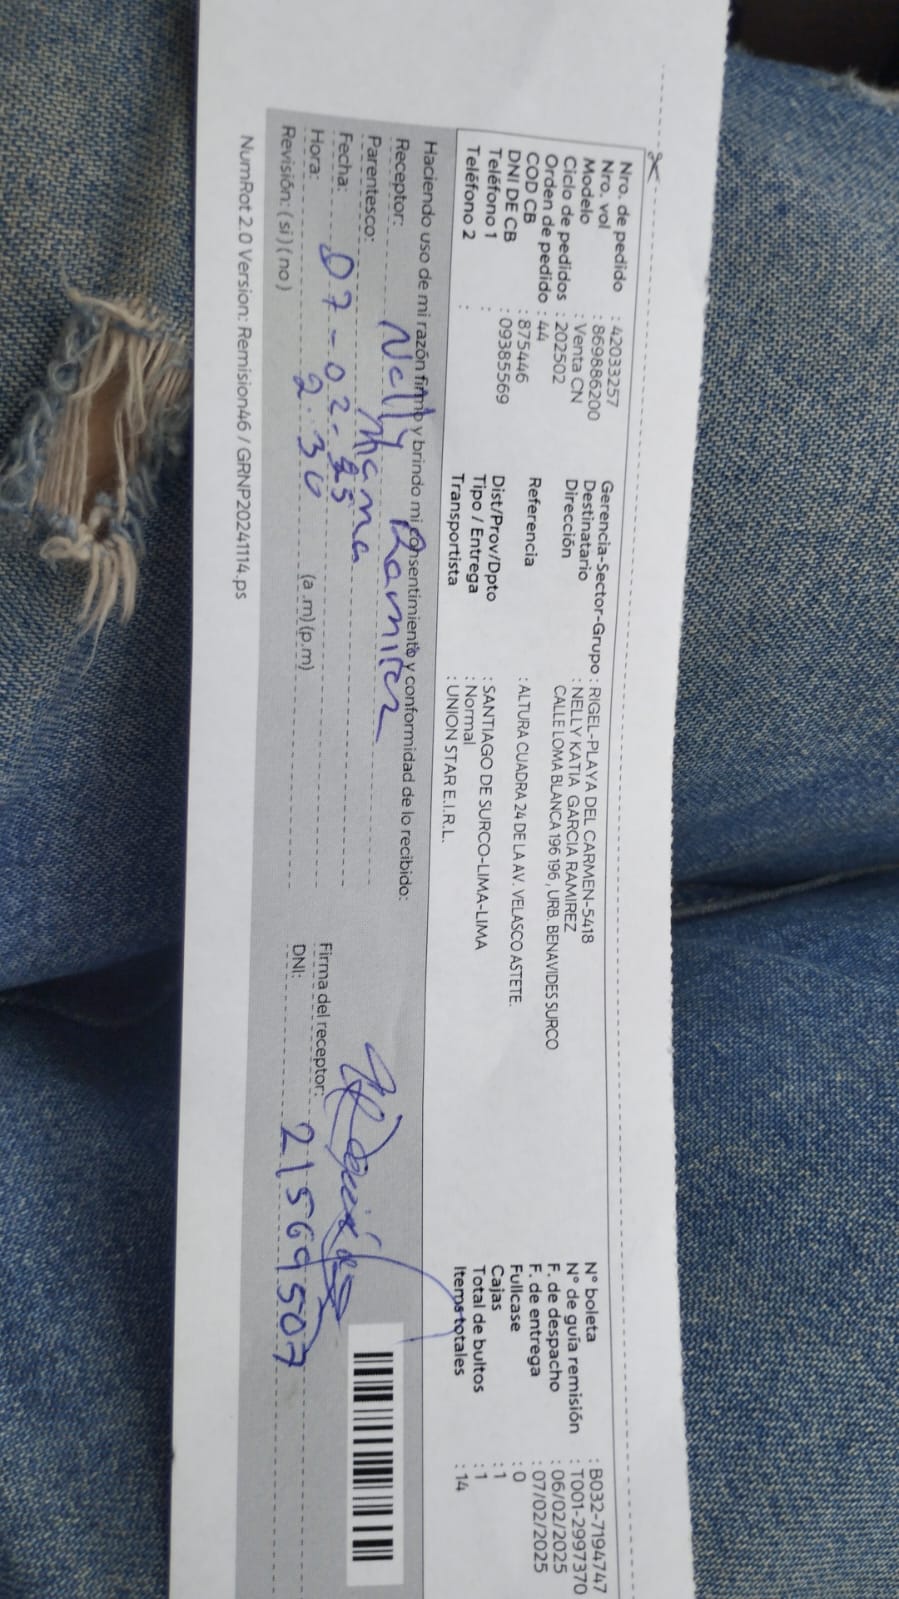 Nro. de pedido : 42033257
Nro. vol : 869886200
Modelo : Venta CN
Ciclo de pedidos : 202502
Orden de pedido : 44
COD CB : 875446
DNI DE CB : 09385569
Teléfono 1 :
Teléfono 2 :
Gerencia-Sector-Grupo : RIGEL-PLAYA DEL CARMEN-5418
Destinatario : NELLY KATIA GARCIA RAMIREZ
Dirección CALLE LOMA BLANCA 196 196 , URB. BENAVIDES SURCO
Referencia : ALTURA CUADRA 24 DE LA AV. VELASCO ASTETE.
Dist/Prov/Dpto : SANTIAGO DE SURCO-LIMA-LIMA
Tipo / Entrega : Normal
Transportista : UNION STAR E.I.R.L.
N° boleta : B032-7194747
N° de guía remisión : T001-2997370
F. de despacho : 06/02/2025
F. de entrega : 07/02/2025
Fullcase : 0
Cajas : 1
Total de bultos : 1
Items totales : 14
Haciendo uso de mi razón firmo y brindo mi consentimiento y conformidad de lo recibido:
Receptor: Nelly Ramirez
Parentesco: Mama
Fecha: 07-02-25
Hora: 2.30 (a .m) (p.m)
Revisión: ( si ) ( no )
Firma del receptor:
DNI: 21569507
NumRot 2.0 Version: Remision46 / GRNP20241114.ps